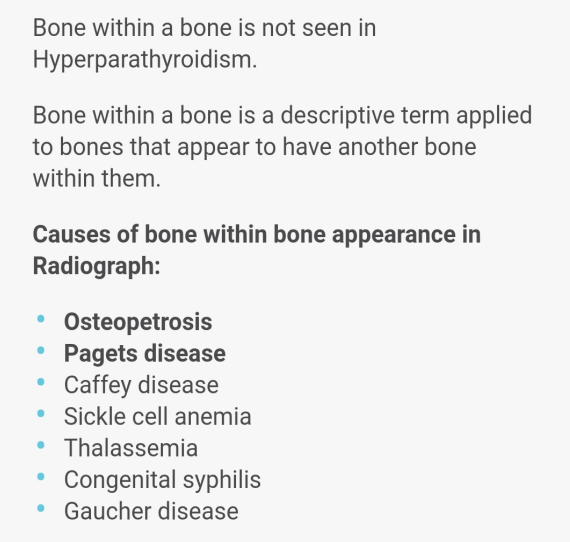 Bone within a bone is not seen in
Hyperparathyroidism.
Bone within a bone is a descriptive term applied
to bones that appear to have another bone
within them.
Causes of bone within bone appearance in
Radiograph:
• Osteopetrosis
• Pagets disease
• Caffey disease
• Sickle cell anemia
• Thalassemia
• Congenital syphilis
• Gaucher disease